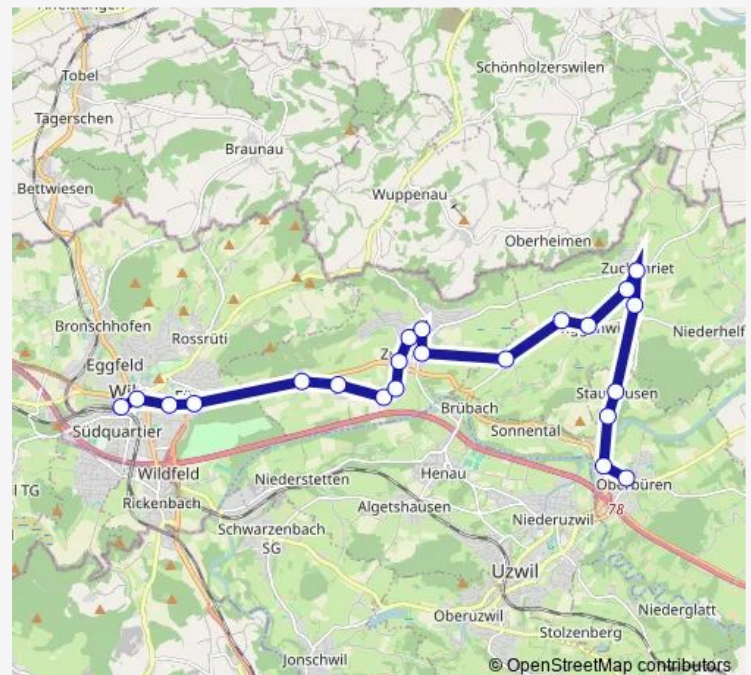 Tobel
Schönholzerswilen
Tägerschen
Braunau
Bettwiesen
Wuppenau
Oberheimen
Bronschhofen
Rossrüti
Niederhelf
Eggfeld
Südquartier
Brübach
Sonnental
Wildfeld
Henau
Oberbüren
l TG
Niederstetten
Rickenbach
Algetshausen
78
Niederuzwil
Schwarzenbach
SG
Uzwil
Niederglatt
Oberuzwil
Stolzenberg
Jonschwil
© OpenStreetMap contributors